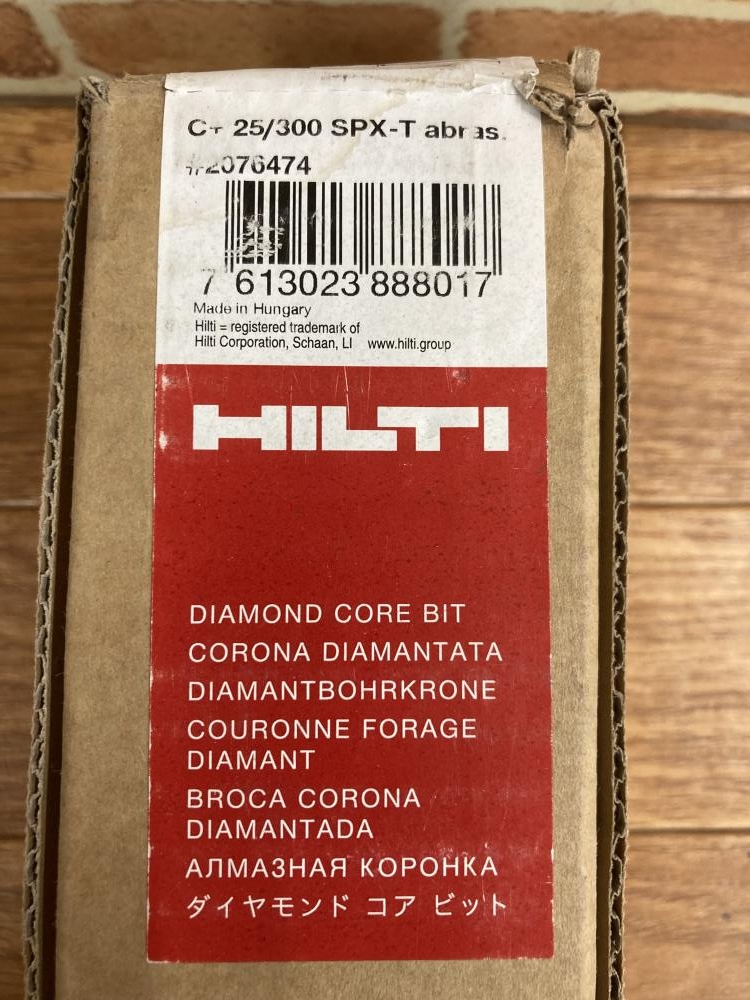 C+ 25/300 SPX-T abras.
#2076474
7 613023 888017
Made in Hungary
Hilti = registered trademark of
Hilti Corporation, Schaan, LI www.hilti.group
HILTI
DIAMOND CORE BIT
CORONA DIAMANTATA
DIAMANTBOHRKRONE
COURONNE FORAGE
DIAMANT
BROCA CORONA
DIAMANTADA
АЛМАЗНАЯ КОРОНКА
ダイヤモンド コア ビット